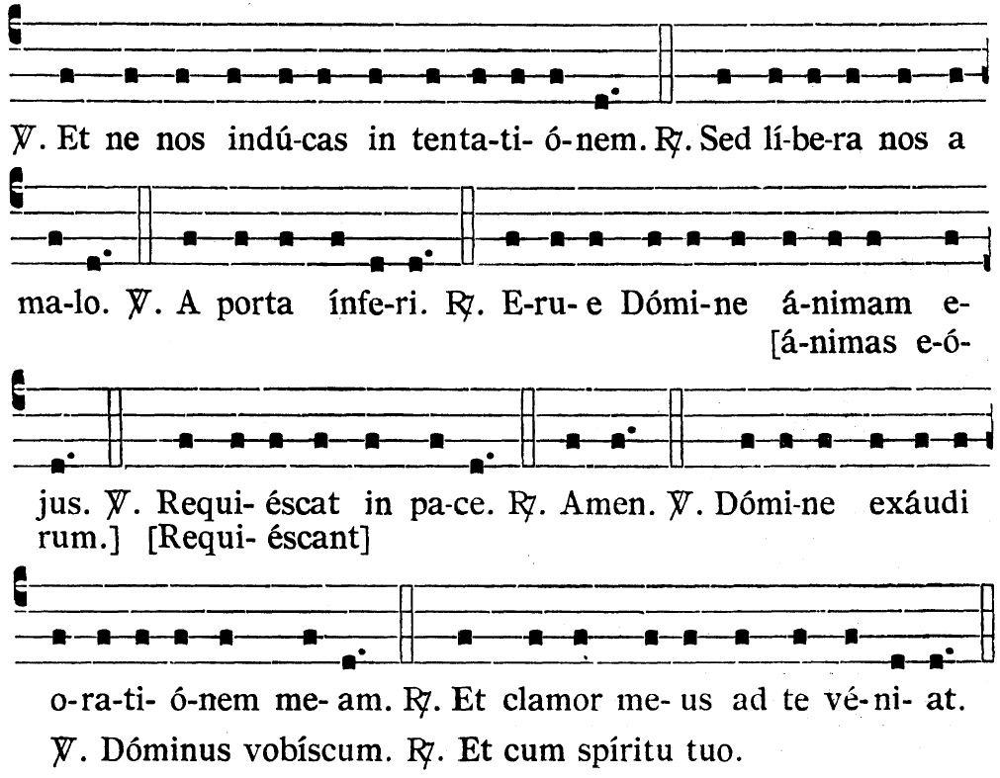 ℣. Et ne nos indú-cas in tenta-ti- ó-nem. ℟. Sed lí-be-ra nos a
ma-lo. ℣. A porta ínfe-ri. ℟. E-ru- e Dómi-ne á-nimam e-
[á-nimas e-ó-
jus. ℣. Requi- éscat in pa-ce. ℟. Amen. ℣. Dómi-ne exáudi
rum.] [Requi- éscant]
o-ra-ti- ó-nem me- am. ℟. Et clamor me- us ad te vé-ni- at.
℣. Dóminus vobíscum. ℟. Et cum spíritu tuo.